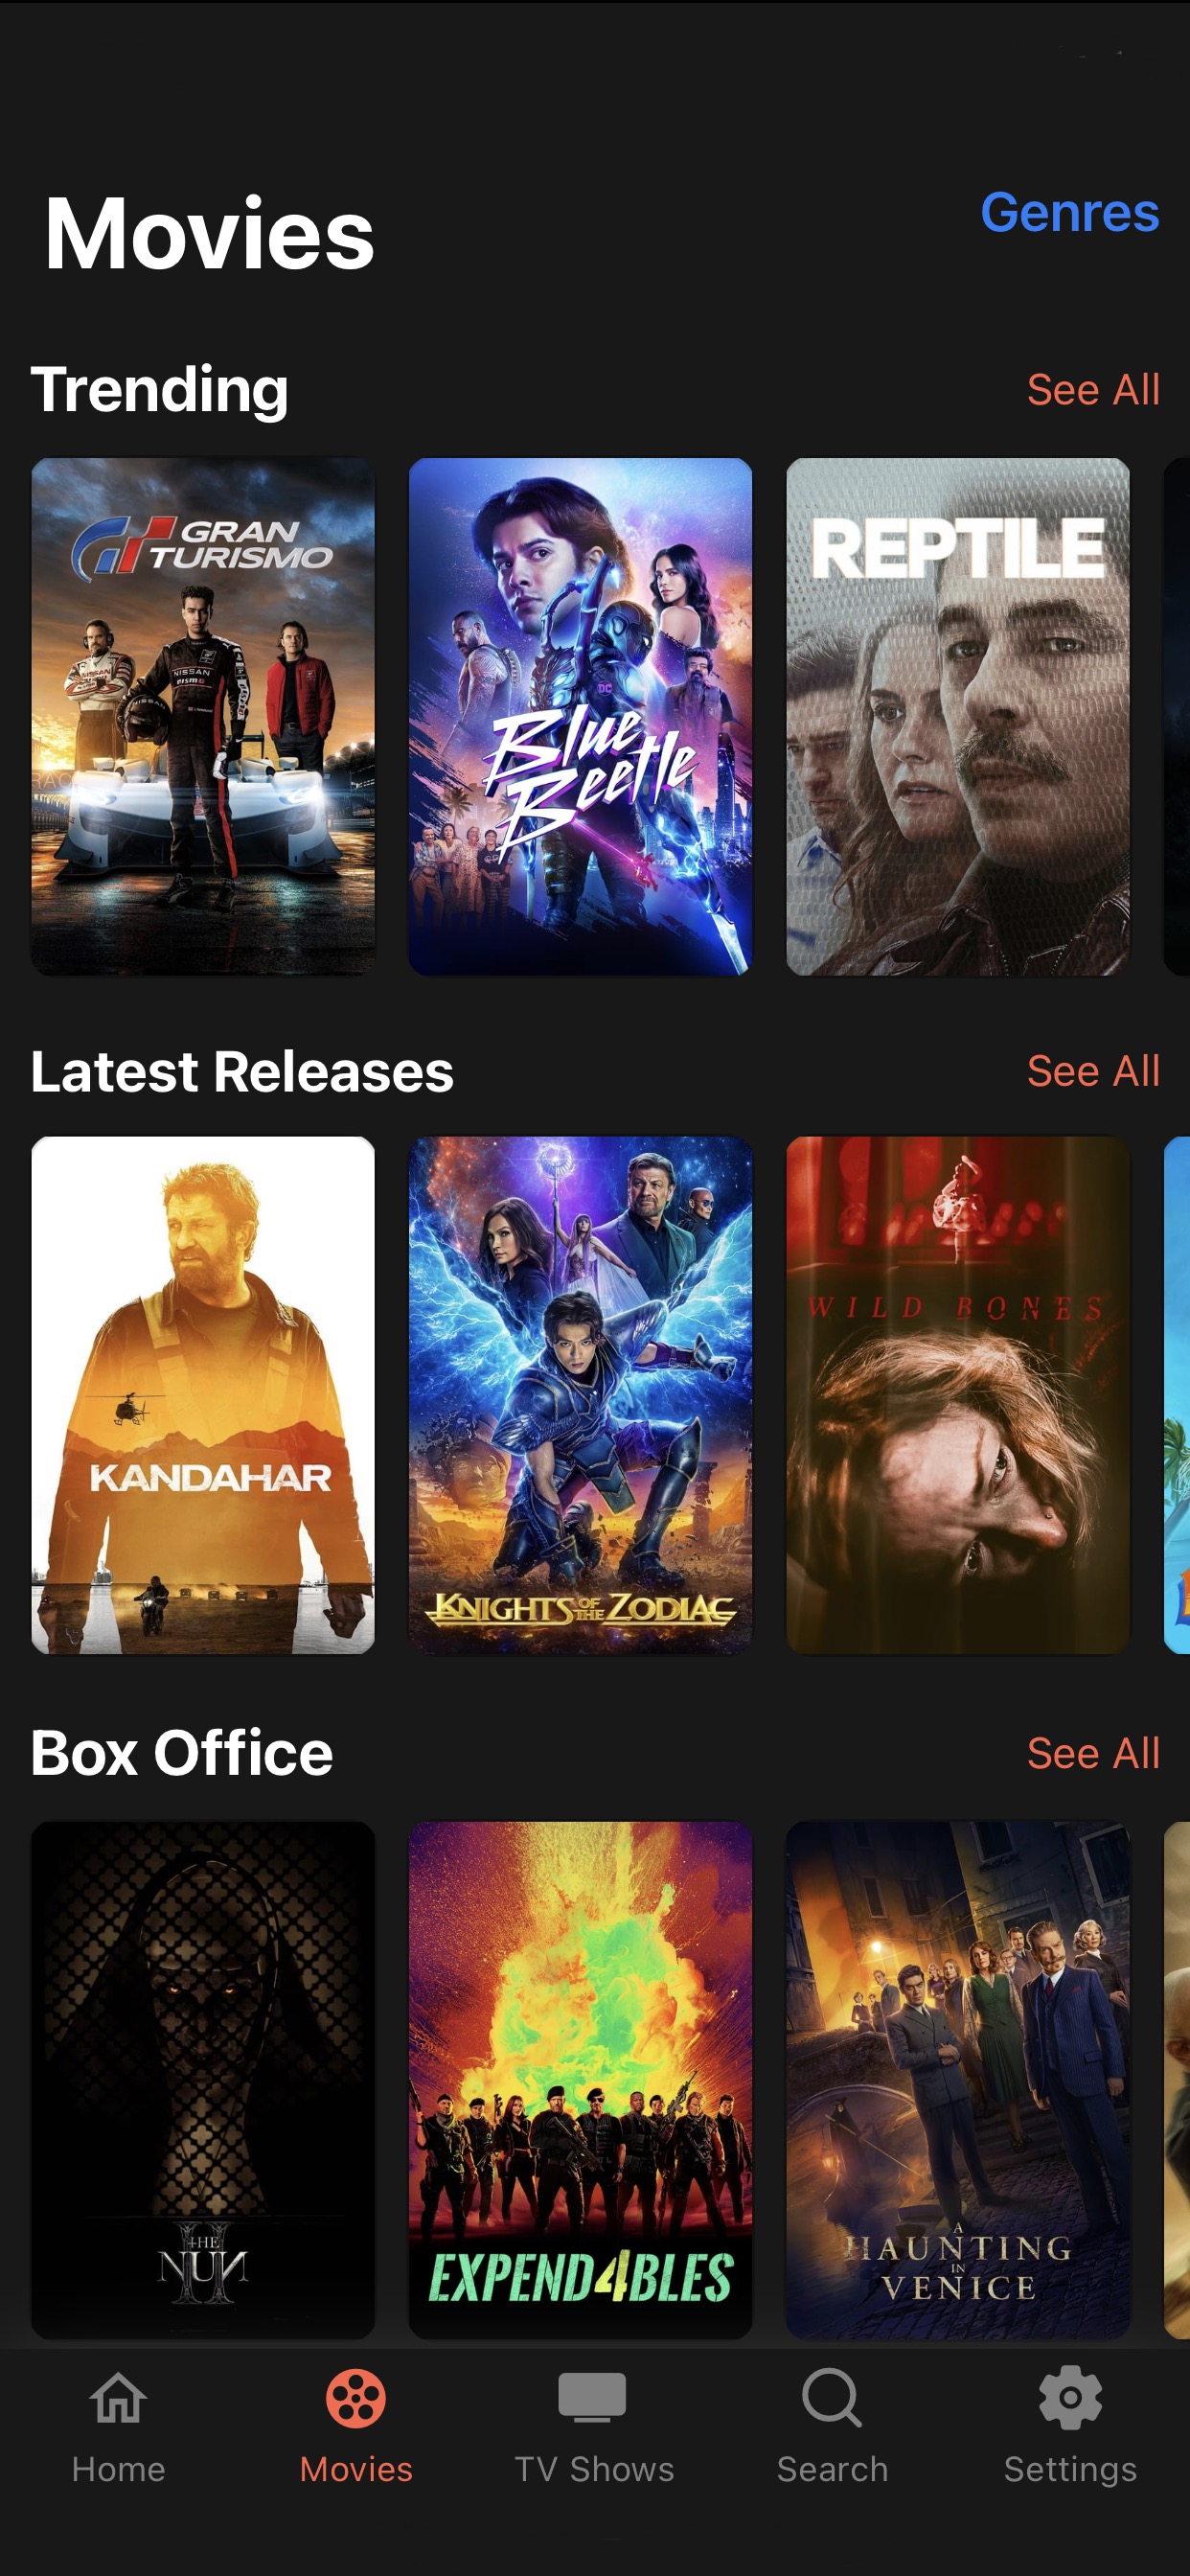 Movies
Genres
Trending
See All
GRAN
TURISMO
NISSAN
nismo
NISSAN
DC
Blue
Beetle
REPTILE
Latest Releases
See All
KANDAHAR
KNIGHTS OF THE ZODIAC
WILD BONES
Box Office
See All
THE
NUN
II
EXPEND4BLES
A
HAUNTING
IN
VENICE
Home
Movies
TV Shows
Search
Settings